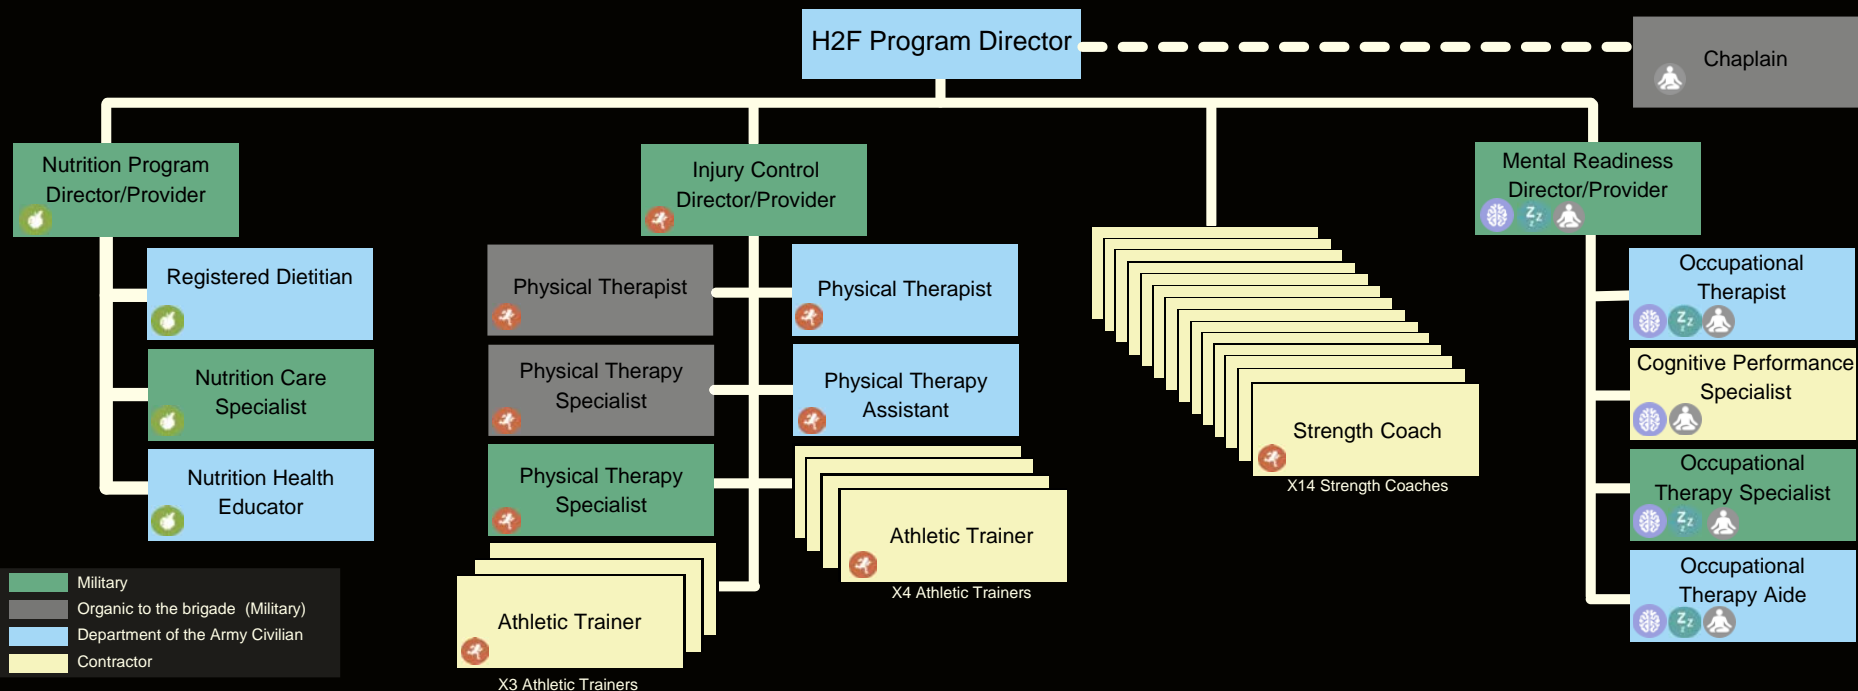 H2F Program Director
Chaplain
Nutrition Program
Director/Provider
Injury Control
Director/Provider
Mental Readiness
Director/Provider
Registered Dietitian
Nutrition Care
Specialist
Nutrition Health
Educator
Physical Therapist
Physical Therapist
Physical Therapy
Specialist
Physical Therapy
Assistant
Physical Therapy
Specialist
Athletic Trainer
X4 Athletic Trainers
Athletic Trainer
X3 Athletic Trainers
Strength Coach
X14 Strength Coaches
Occupational
Therapist
Cognitive Performance
Specialist
Occupational
Therapy Specialist
Occupational
Therapy Aide
Military
Organic to the brigade (Military)
Department of the Army Civilian
Contractor